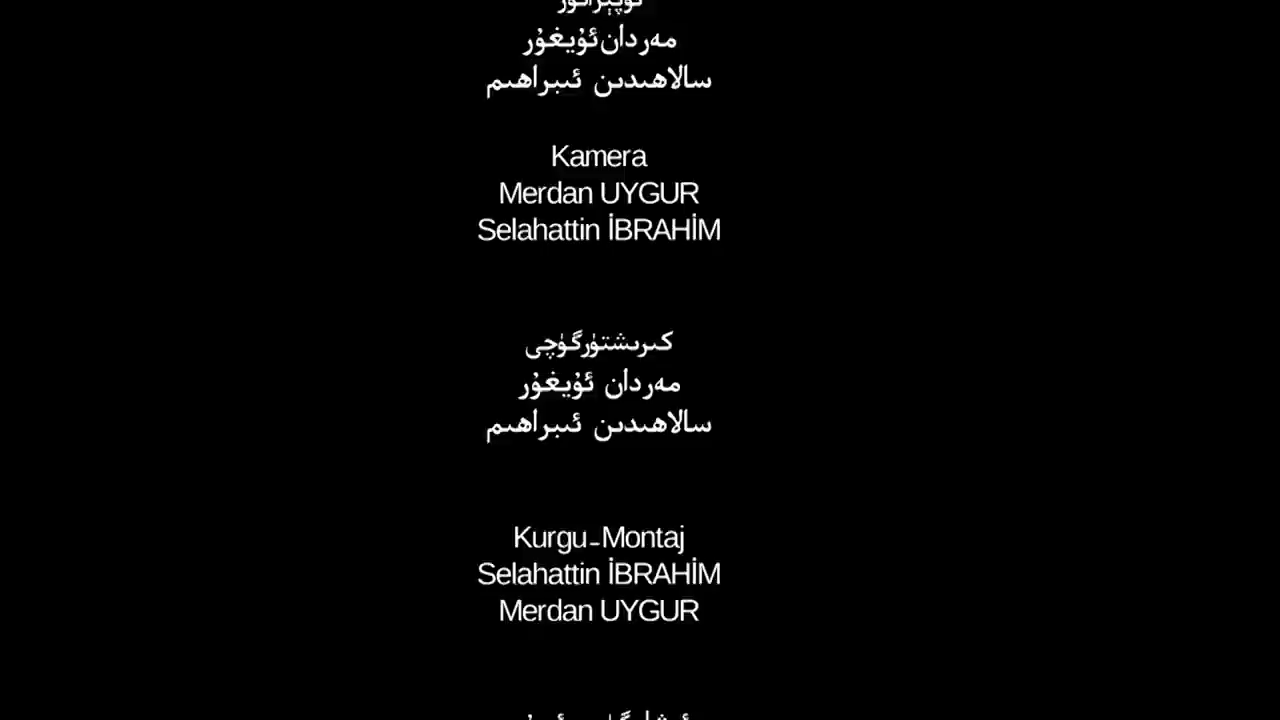 مەردان ئۇيغۇر
سالاھىدىن ئىبراھىم
Kamera
Merdan UYGUR
Selahattin İBRAHİM
كىرىشتۈرگۈچى
مەردان ئۇيغۇر
سالاھىدىن ئىبراھىم
Kurgu-Montaj
Selahattin İBRAHİM
Merdan UYGUR